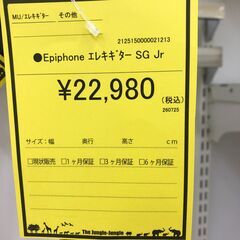 MU/エレキギター その他
2125150000021213
●Epiphone エレキギター SG Jr
¥22,980
(税込)
260725
サイズ：幅 奥行 高さ cm
□現状販売 □1ヶ月保証 □3ヶ月保証 □6ヶ月保証
The Jungle-Jungle